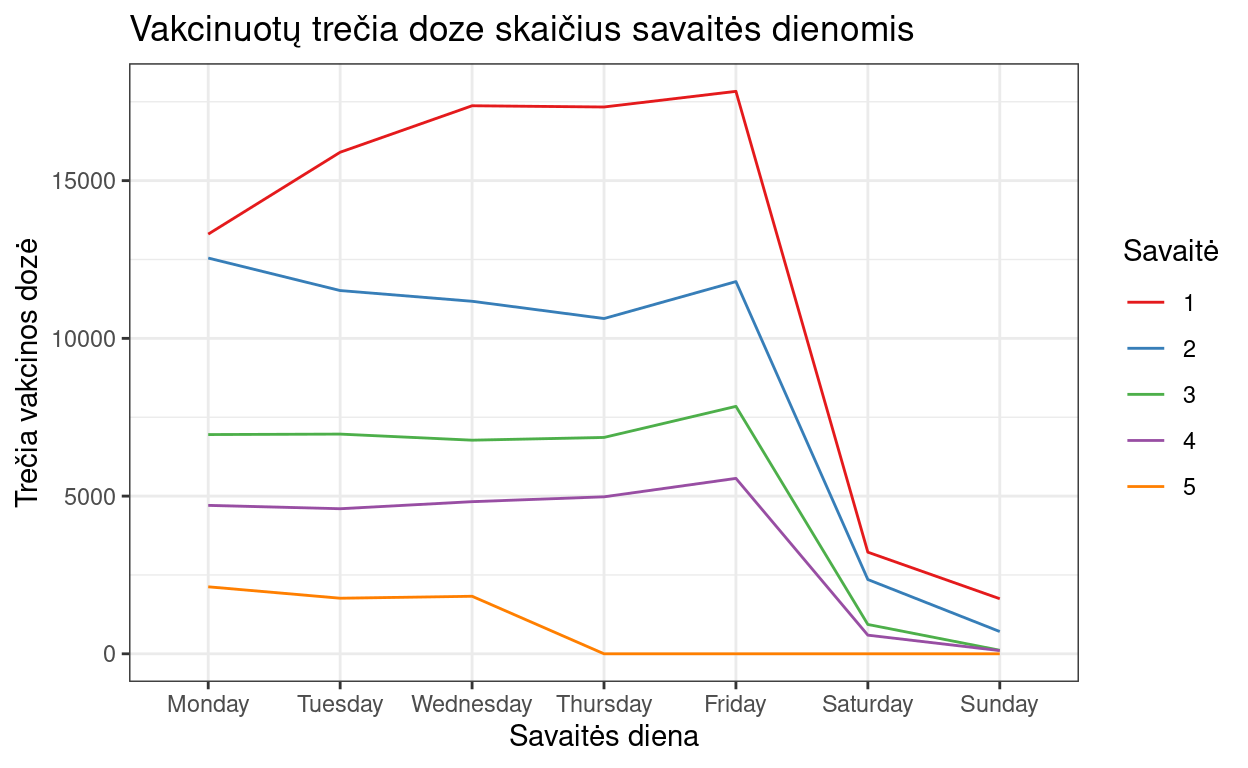 Vakcinuotų trečia doze skaičius savaitės dienomis
Trečia vakcinos dozė
15000
10000
5000
0
Monday Tuesday Wednesday Thursday Friday Saturday Sunday
Savaitės diena
Savaitė
1
2
3
4
5